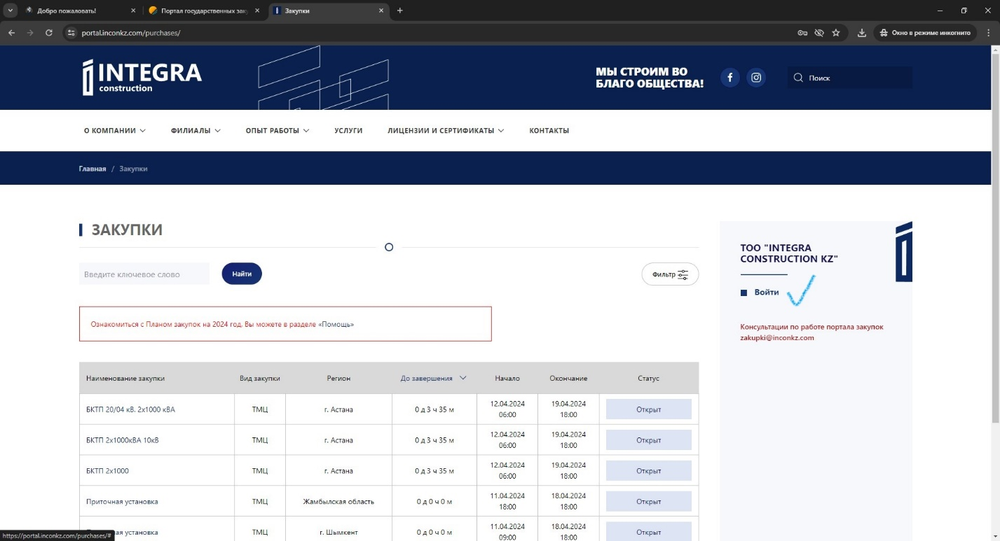 Добро пожаловать!
Портал государственных заку
Закупки
portal.inconkz.com/purchases/
Окно в режиме инкогнито
INTEGRA
construction
МЫ СТРОИМ ВО
БЛАГО ОБЩЕСТВА!
Поиск
О КОМПАНИИ
ФИЛИАЛЫ
ОПЫТ РАБОТЫ
УСЛУГИ
ЛИЦЕНЗИИ И СЕРТИФИКАТЫ
КОНТАКТЫ
Главная / Закупки
ЗАКУПКИ
Введите ключевое слово
Найти
Фильтр
Ознакомиться с Планом закупок на 2024 год, Вы можете в разделе «Помощь»
Наименование закупки Вид закупки Регион До завершения Начало Окончание Статус
БКТП 20/04 кВ. 2х1000 кВА ТМЦ г. Астана 0 д 3 ч 35 м 12.04.2024 06:00 19.04.2024 18:00 Открыт
БКТП 2х1000кВА 10кВ ТМЦ г. Астана 0 д 3 ч 35 м 12.04.2024 06:00 19.04.2024 18:00 Открыт
БКТП 2х1000 ТМЦ г. Астана 0 д 3 ч 35 м 12.04.2024 06:00 19.04.2024 18:00 Открыт
Приточная установка ТМЦ Жамбылская область 0 д 0 ч 0 м 11.04.2024 18:00 18.04.2024 18:00 Открыт
установка ТМЦ г. Шымкент 0 д 0 ч 0 м 11.04.2024 09:00 18.04.2024 18:00 Открыт
ТОО "INTEGRA
CONSTRUCTION KZ"
Войти
Консультации по работе портала закупок
zakupki@inconkz.com
https://portal.inconkz.com/purchases/#